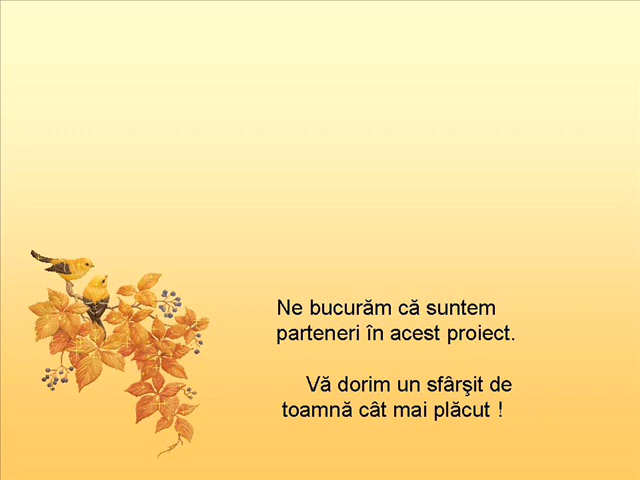 Ne bucurăm că suntem
parteneri în acest proiect.
Vă dorim un sfârşit de
toamnă cât mai plăcut !